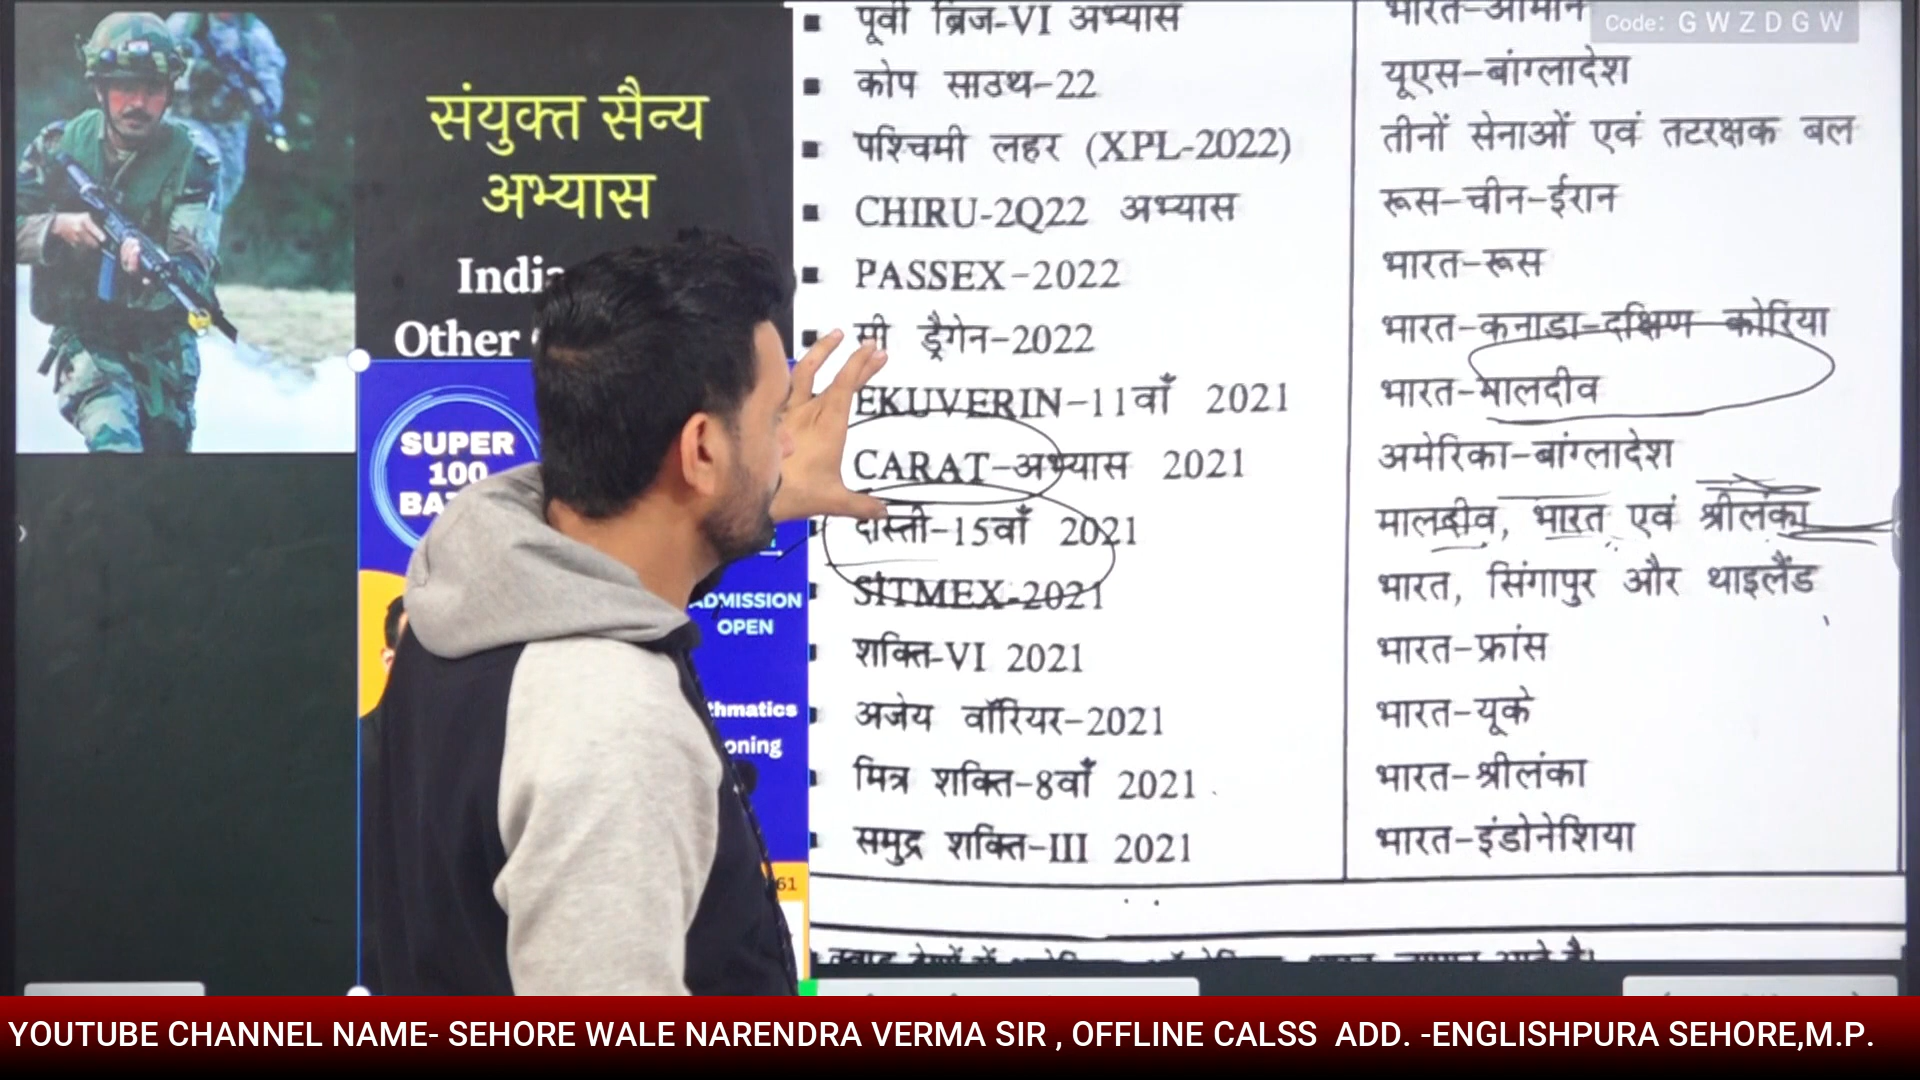 संयुक्त सैन्य
अभ्यास
India
Other
SUPER
100
ADMISSION
OPEN
61
Code: GWZDGW
पूर्वी ब्रिज-VI अभ्यास भारत-ओमान
कोप साउथ-22 यूएस-बांग्लादेश
पश्चिमी लहर (XPL-2022) तीनों सेनाओं एवं तटरक्षक बल
CHIRU-2Q22 अभ्यास रूस-चीन-ईरान
PASSEX-2022 भारत-रूस
सी ड्रैगेन-2022 भारत-कनाडा-दक्षिण कोरिया
EKUVERIN-11वाँ 2021 भारत-मालदीव
CARAT-अभ्यास 2021 अमेरिका-बांग्लादेश
दोस्ती-15वाँ 2021 मालदीव, भारत एवं श्रीलंका
SITMEX-2021 भारत, सिंगापुर और थाइलैंड
शक्ति-VI 2021 भारत-फ्रांस
अजेय वॉरियर-2021 भारत-यूके
मित्र शक्ति-8वाँ 2021 भारत-श्रीलंका
समुद्र शक्ति-III 2021 भारत-इंडोनेशिया
YOUTUBE CHANNEL NAME- SEHORE WALE NARENDRA VERMA SIR , OFFLINE CALSS ADD. -ENGLISHPURA SEHORE,M.P.